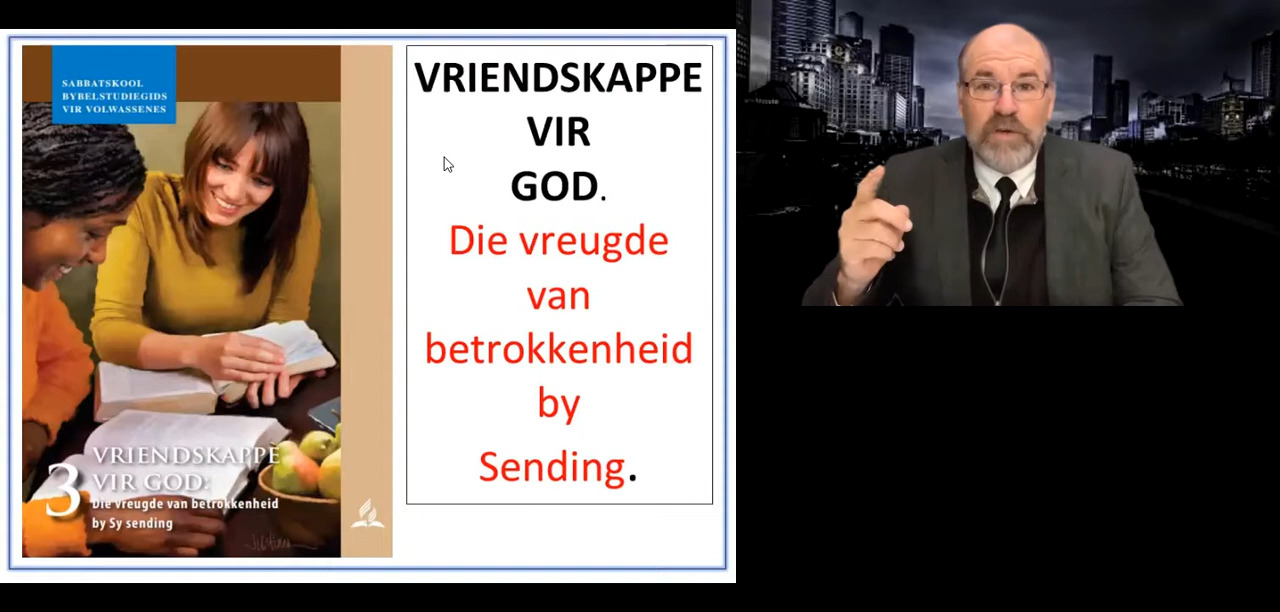 SABBATSKOOL
BYBELSTUDIEGIDS
VIR VOLWASSENES
3
VRIENDSKAPPE
VIR GOD:
Die vreugde van betrokkenheid
by Sy sending
VRIENDSKAPPE
VIR
GOD.
Die vreugde
van
betrokkenheid
by
Sending.